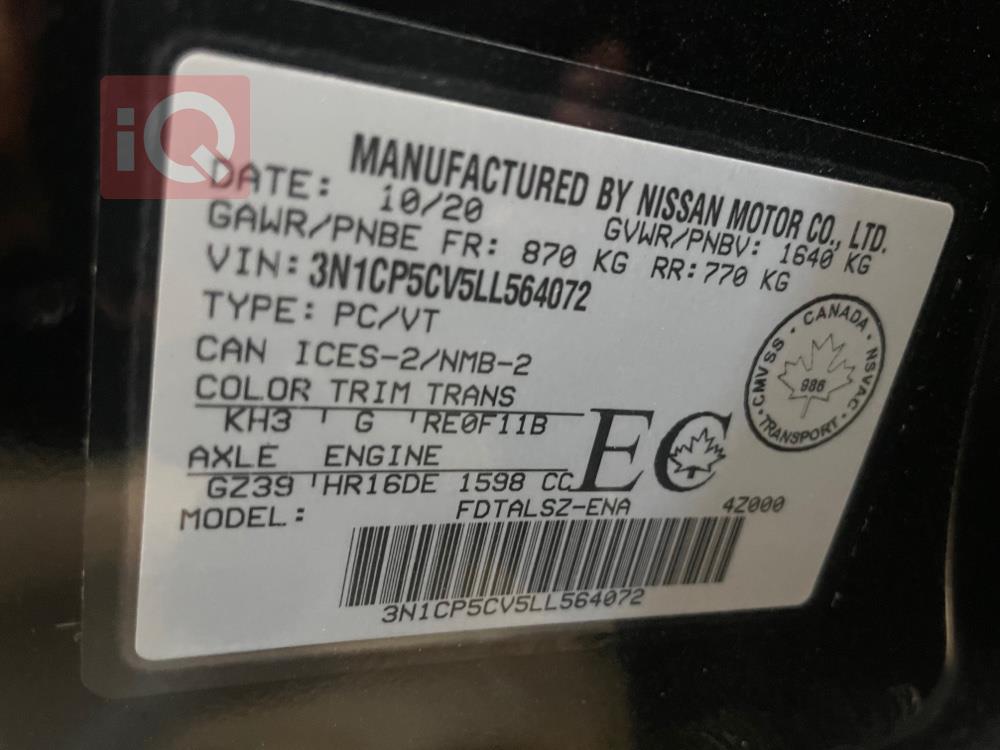 iQ
MANUFACTURED BY NISSAN MOTOR CO., LTD.
DATE: 10/20 GVWR/PNBV: 1640 KG
GAWR/PNBE FR: 870 KG RR: 770 KG
VIN: 3N1CP5CV5LL564072
TYPE: PC/VT
CAN ICES-2/NMB-2
COLOR TRIM TRANS
KH3 ' G 'RE0F11B
AXLE ENGINE
GZ39 'HR16DE 1598 CC
EC
MODEL: FDTALSZ-ENA 4Z000
3N1CP5CV5LL564072
CANADA · NSVAC · TRANSPORT · CMVSS ·
986